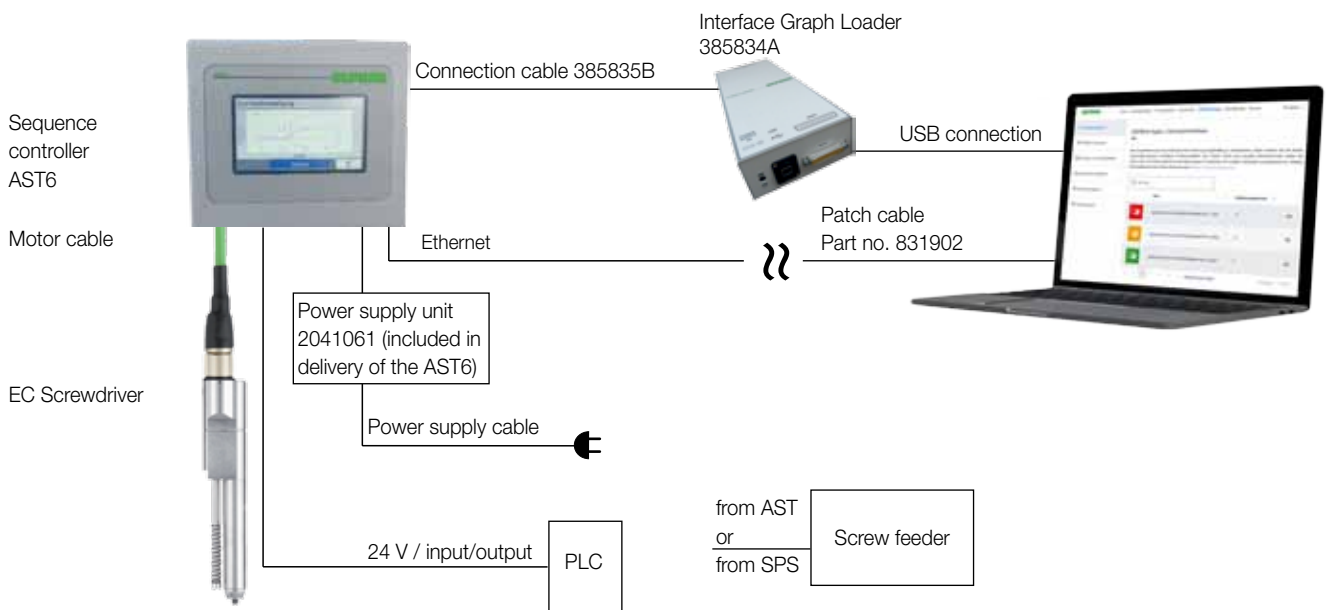 Interface Graph Loader
385834A
Connection cable 385835B
Sequence
controller
AST6
USB connection
Motor cable
Ethernet
Patch cable
Part no. 831902
Power supply unit
2041061 (included in
delivery of the AST6)
EC Screwdriver
Power supply cable
24 V / input/output
PLC
from AST
or
from SPS
Screw feeder